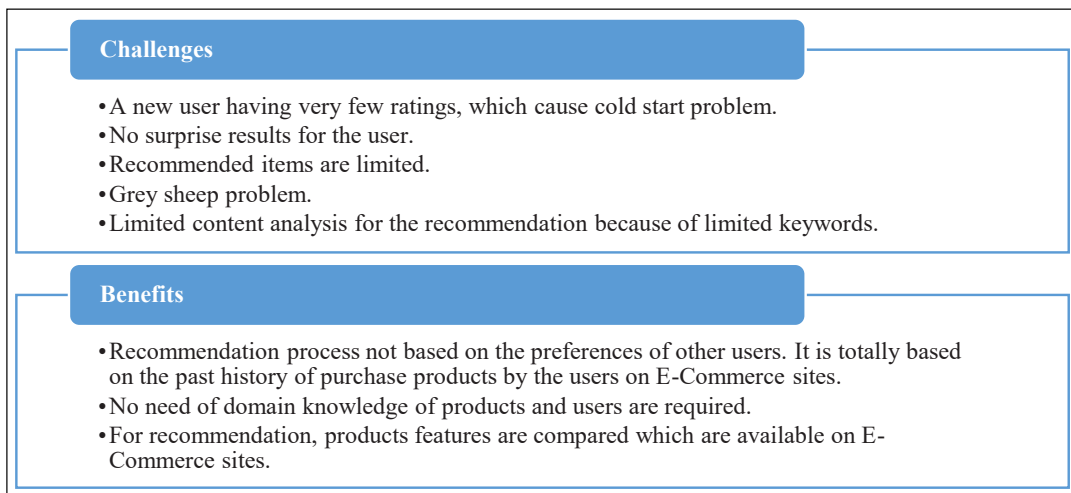 Challenges
•A new user having very few ratings, which cause cold start problem.
•No surprise results for the user.
•Recommended items are limited.
•Grey sheep problem.
•Limited content analysis for the recommendation because of limited keywords.
Benefits
•Recommendation process not based on the preferences of other users. It is totally based
on the past history of purchase products by the users on E-Commerce sites.
•No need of domain knowledge of products and users are required.
•For recommendation, products features are compared which are available on E-
Commerce sites.